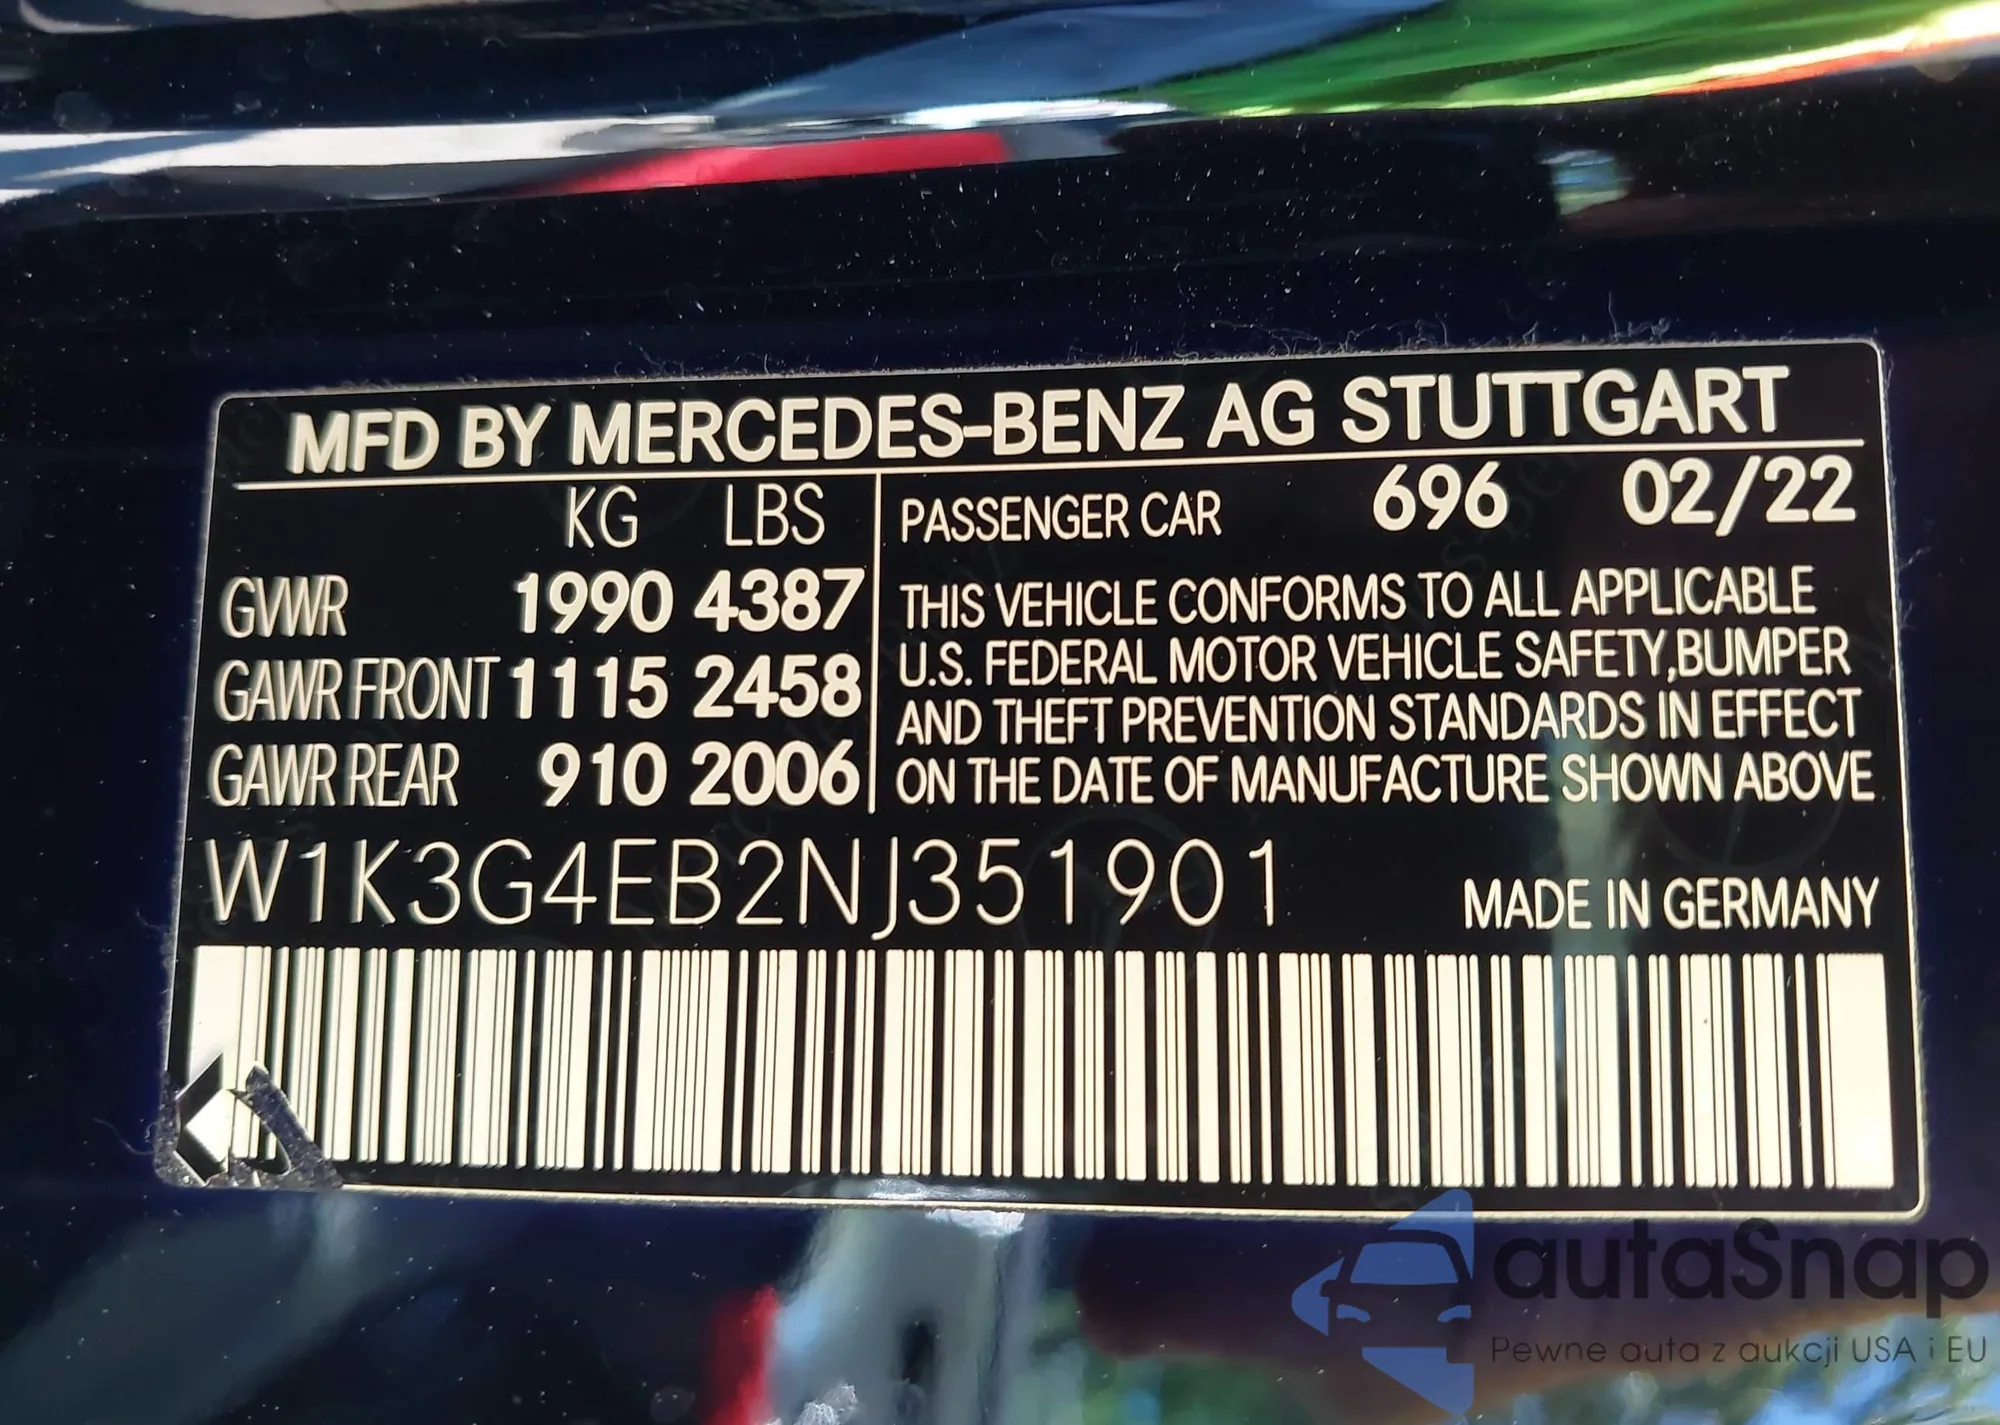 MFD BY MERCEDES-BENZ AG STUTTGART
KG LBS
GVWR 1990 4387
GAWR FRONT 1115 2458
GAWR REAR 910 2006
PASSENGER CAR 696 02/22
THIS VEHICLE CONFORMS TO ALL APPLICABLE
U.S. FEDERAL MOTOR VEHICLE SAFETY,BUMPER
AND THEFT PREVENTION STANDARDS IN EFFECT
ON THE DATE OF MANUFACTURE SHOWN ABOVE
W1K3G4EB2NJ351901
MADE IN GERMANY
autaSnap
Pewne auta z aukcji USA i EU